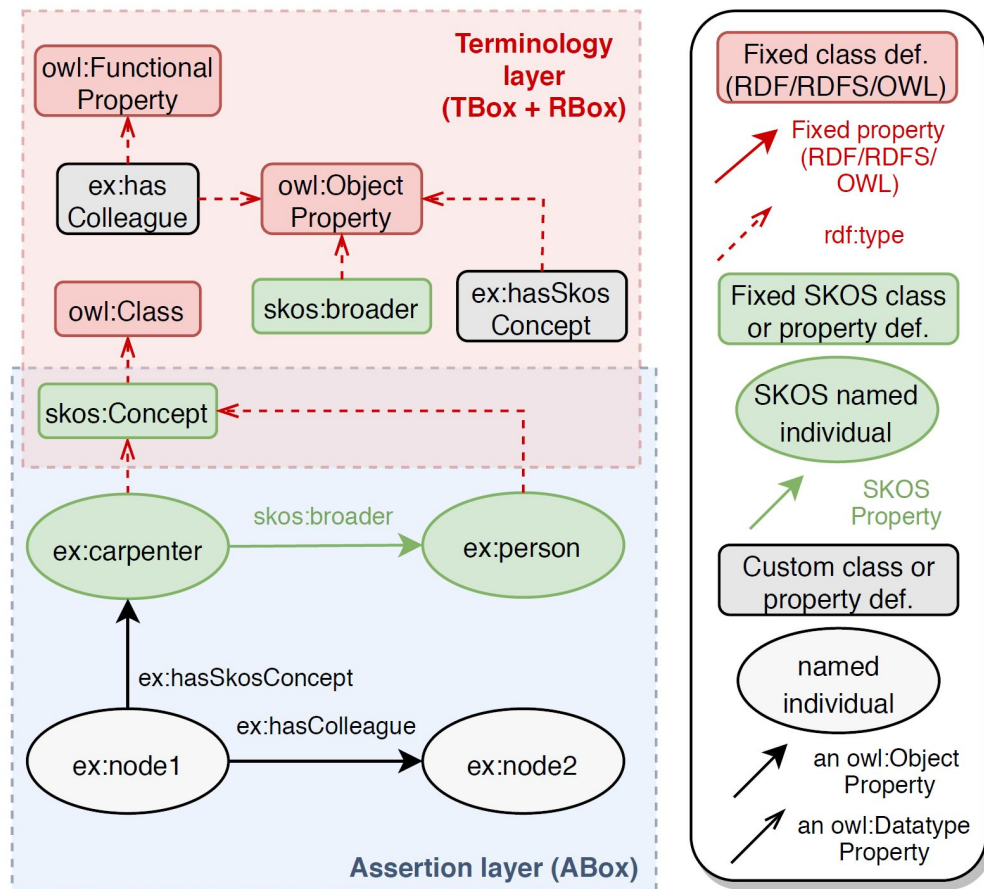 Terminology
layer
(TBox + RBox)
owl:Functional
Property
ex:has
Colleague
owl:Object
Property
owl:Class
skos:broader
ex:hasSkos
Concept
skos:Concept
skos:broader
ex:carpenter
ex:person
ex:hasSkosConcept
ex:hasColleague
ex:node1
ex:node2
Assertion layer (ABox)
Fixed class def.
(RDF/RDFS/OWL)
Fixed property
(RDF/RDFS/
OWL)
rdf:type
Fixed SKOS class
or property def.
SKOS named
individual
SKOS
Property
Custom class or
property def.
named
individual
an owl:Object
Property
an owl:Datatype
Property